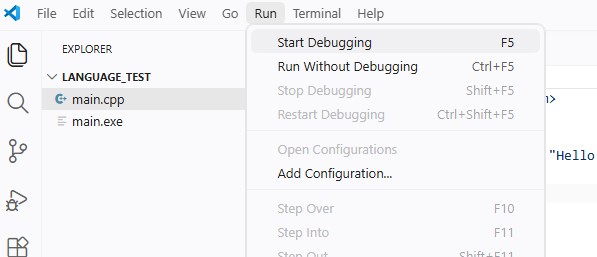 File Edit Selection View Go Run Terminal Help
EXPLORER
LANGUAGE_TEST
main.cpp
main.exe
Start Debugging F5
Run Without Debugging Ctrl+F5
Stop Debugging Shift+F5
Restart Debugging Ctrl+Shift+F5
Open Configurations
Add Configuration...
Step Over F10
Step Into F11
Step Out Shift+F11
>
"Hello